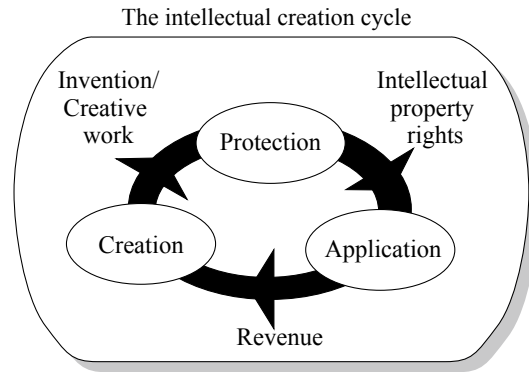 The intellectual creation cycle
Invention/
Creative
work
Intellectual
property
rights
Protection
Creation
Application
Revenue